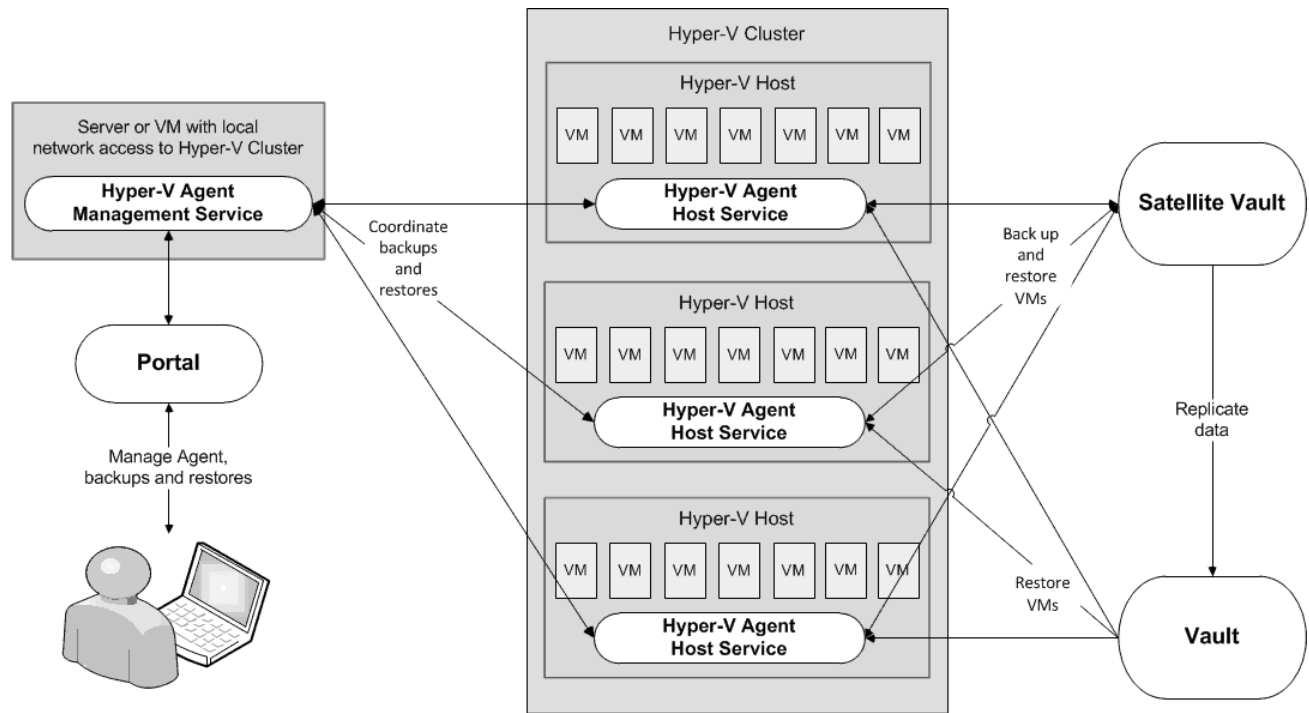 Hyper-V Cluster
Hyper-V Host
VM VM VM VM VM VM VM
Hyper-V Agent
Host Service
Server or VM with local
network access to Hyper-V Cluster
Hyper-V Agent
Management Service
Coordinate
backups
and
restores
Portal
Manage Agent,
backups and restores
Hyper-V Host
VM VM VM VM VM VM VM
Hyper-V Agent
Host Service
Hyper-V Host
VM VM VM VM VM VM VM
Hyper-V Agent
Host Service
Satellite Vault
Back up
and
restore
VMs
Replicate
data
Restore
VMs
Vault